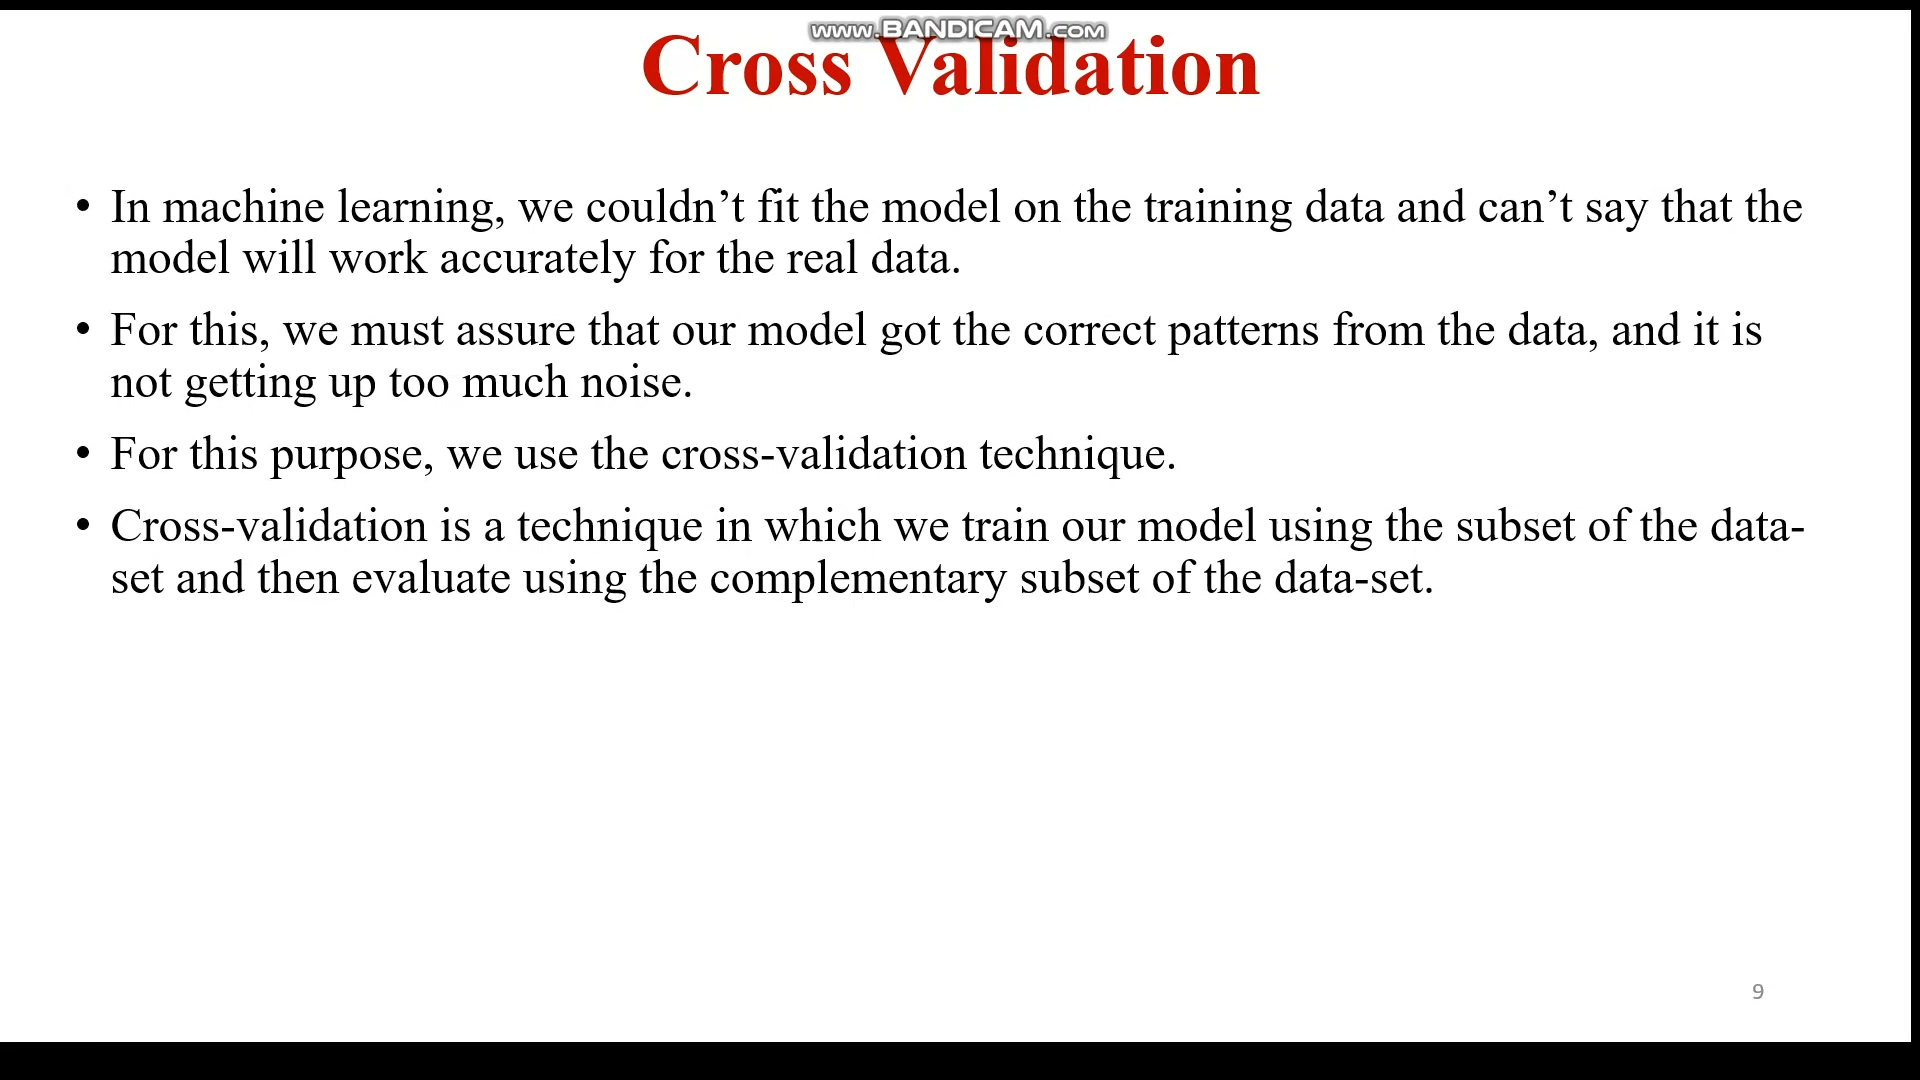 www.BANDICAM.com
Cross Validation
• In machine learning, we couldn’t fit the model on the training data and can’t say that the
model will work accurately for the real data.
• For this, we must assure that our model got the correct patterns from the data, and it is
not getting up too much noise.
• For this purpose, we use the cross-validation technique.
• Cross-validation is a technique in which we train our model using the subset of the data-
set and then evaluate using the complementary subset of the data-set.
9